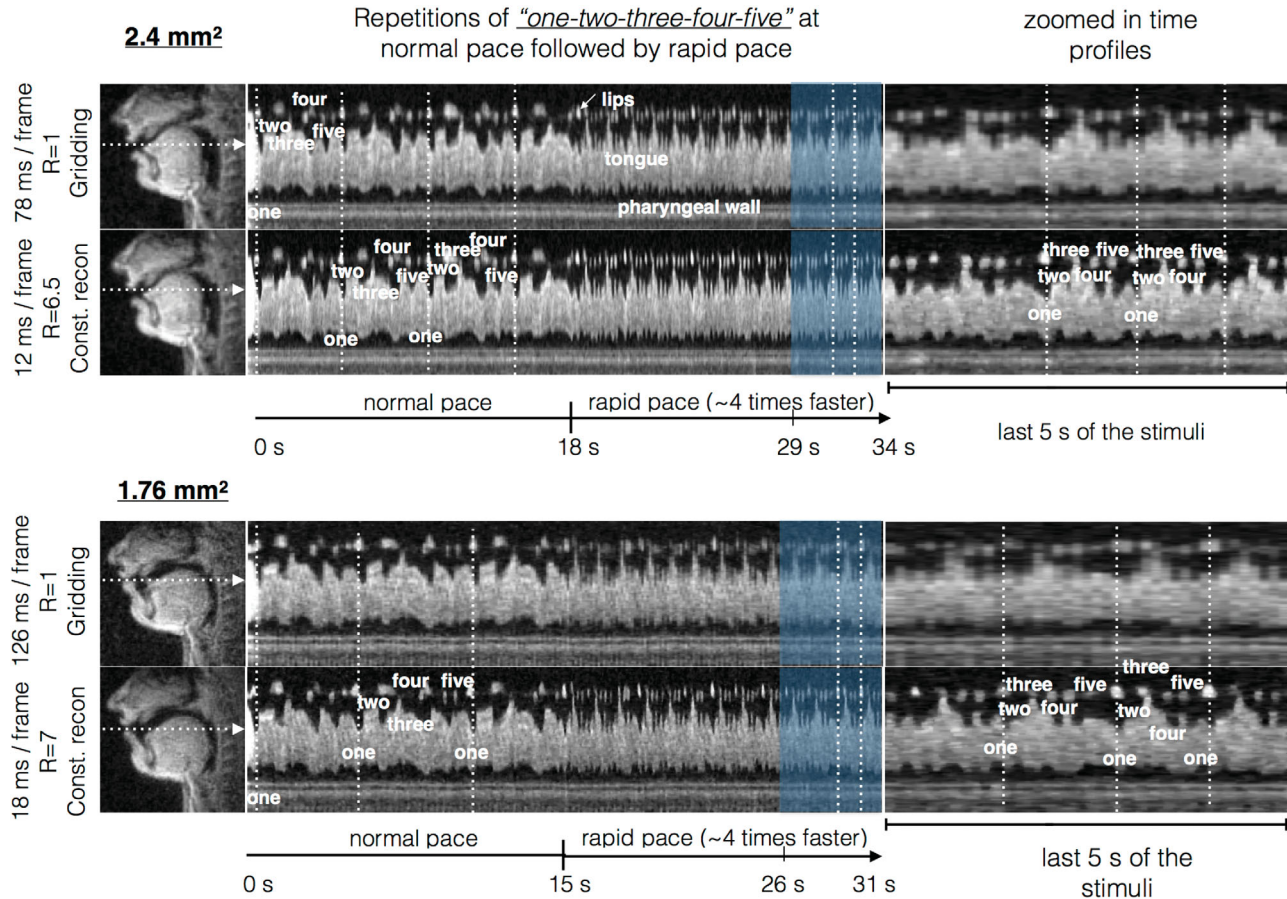 2.4 mm²
Repetitions of "one-two-three-four-five" at
normal pace followed by rapid pace
zoomed in time
profiles
78 ms / frame
R=1
Gridding
four
two
five
three
one
lips
tongue
pharyngeal wall
12 ms / frame
R=6.5
Const. recon
four
two
five
three
one
four
three
two
five
one
three five
two four
one
three five
two four
one
normal pace
rapid pace (~4 times faster)
0 s
18 s
29 s
34 s
last 5 s of the stimuli
1.76 mm²
126 ms / frame
R=1
Gridding
18 ms / frame
R=7
Const. recon
one
four
five
two
three
one
one
three
five
two
four
one
three
five
two
four
one
one
normal pace
rapid pace (~4 times faster)
0 s
15 s
26 s
31 s
last 5 s of the
stimuli